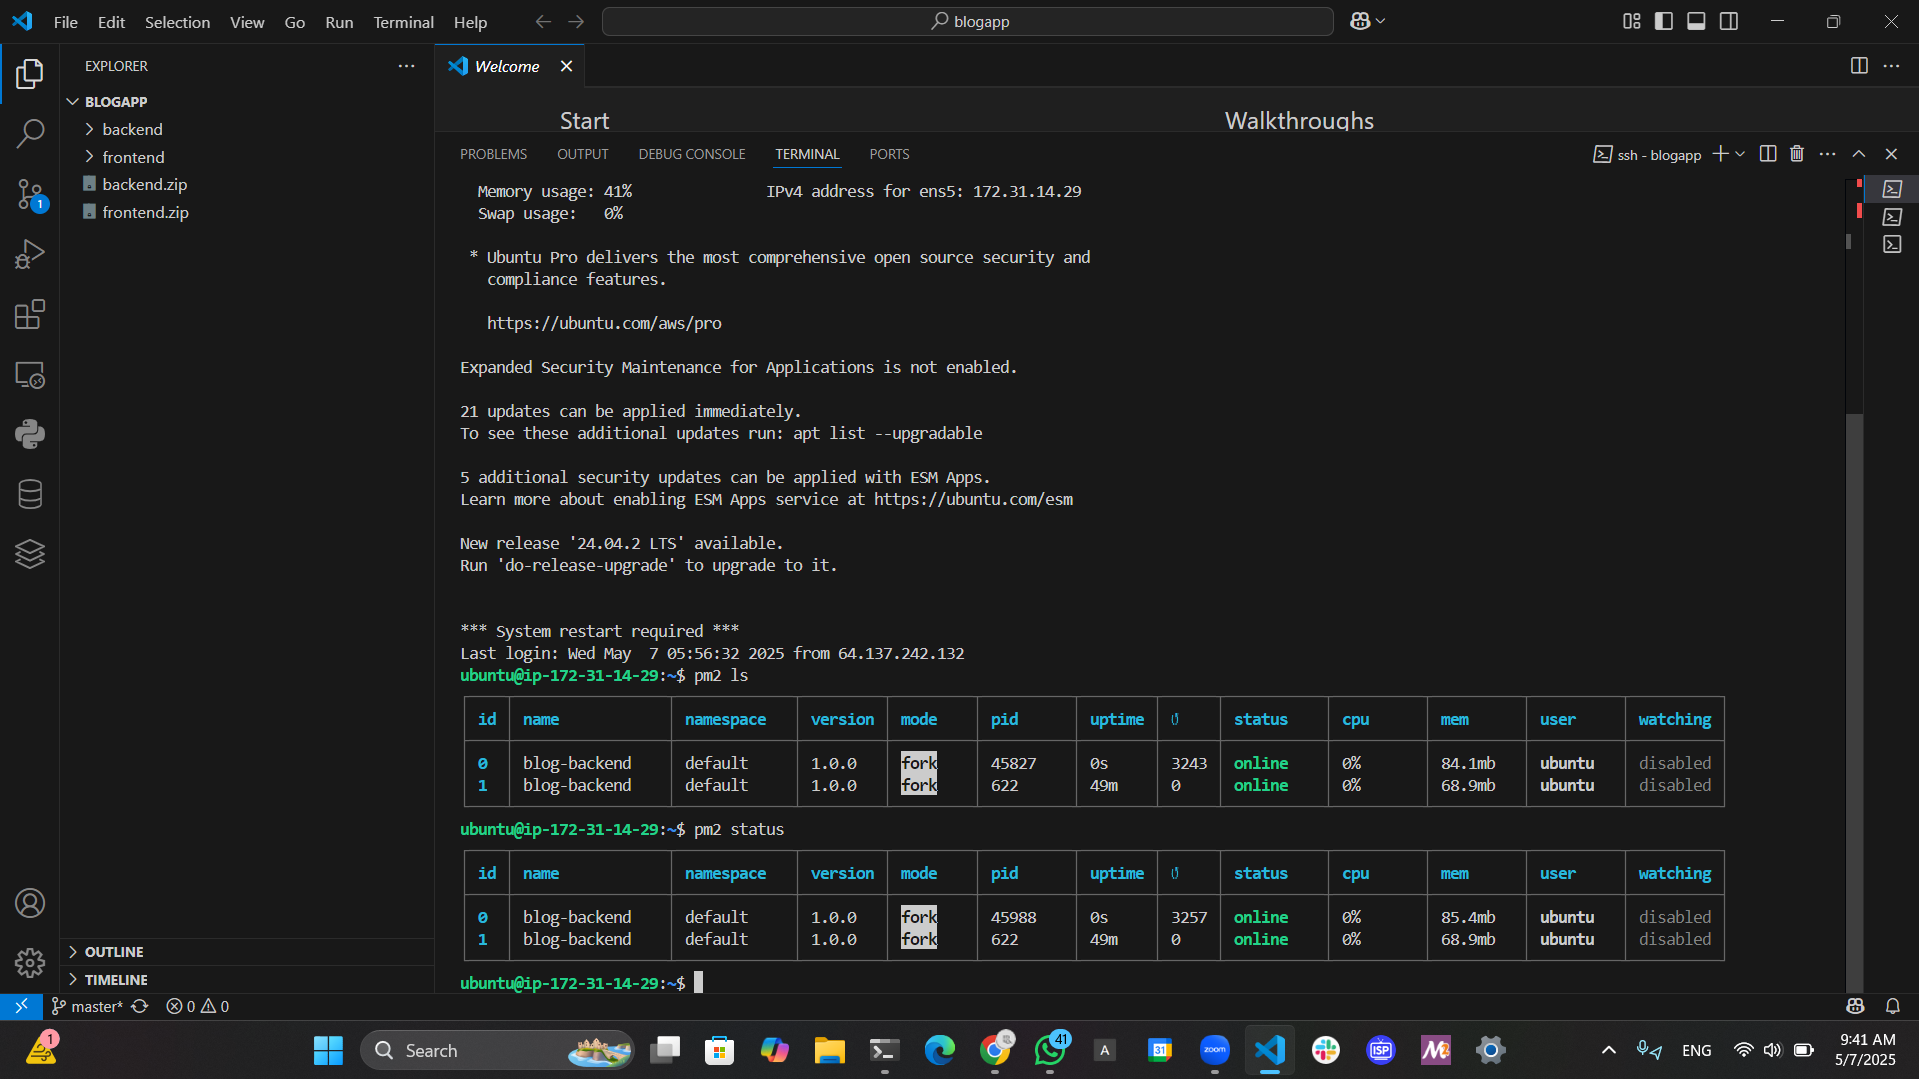 File Edit Selection View Go Run Terminal Help
blogapp
EXPLORER
Welcome
BLOGAPP
backend
frontend
backend.zip
frontend.zip
1
Start
Walkthroughs
PROBLEMS OUTPUT DEBUG CONSOLE TERMINAL PORTS
ssh - blogapp
Memory usage: 41% IPv4 address for ens5: 172.31.14.29
Swap usage: 0%
* Ubuntu Pro delivers the most comprehensive open source security and
compliance features.
https://ubuntu.com/aws/pro
Expanded Security Maintenance for Applications is not enabled.
21 updates can be applied immediately.
To see these additional updates run: apt list --upgradable
5 additional security updates can be applied with ESM Apps.
Learn more about enabling ESM Apps service at https://ubuntu.com/esm
New release '24.04.2 LTS' available.
Run 'do-release-upgrade' to upgrade to it.
*** System restart required ***
Last login: Wed May  7 05:56:32 2025 from 64.137.242.132
ubuntu@ip-172-31-14-29:~$ pm2 ls
id name namespace version mode pid uptime ↺ status cpu mem user watching
0 blog-backend default 1.0.0 fork 45827 0s 3243 online 0% 84.1mb ubuntu disabled
1 blog-backend default 1.0.0 fork 622 49m 0 online 0% 68.9mb ubuntu disabled
ubuntu@ip-172-31-14-29:~$ pm2 status
id name namespace version mode pid uptime ↺ status cpu mem user watching
0 blog-backend default 1.0.0 fork 45988 0s 3257 online 0% 85.4mb ubuntu disabled
1 blog-backend default 1.0.0 fork 622 49m 0 online 0% 68.9mb ubuntu disabled
ubuntu@ip-172-31-14-29:~$
OUTLINE
TIMELINE
master* 0 0
1
Search
41
A
31
zoom
ISP
M
ENG
9:41 AM
5/7/2025